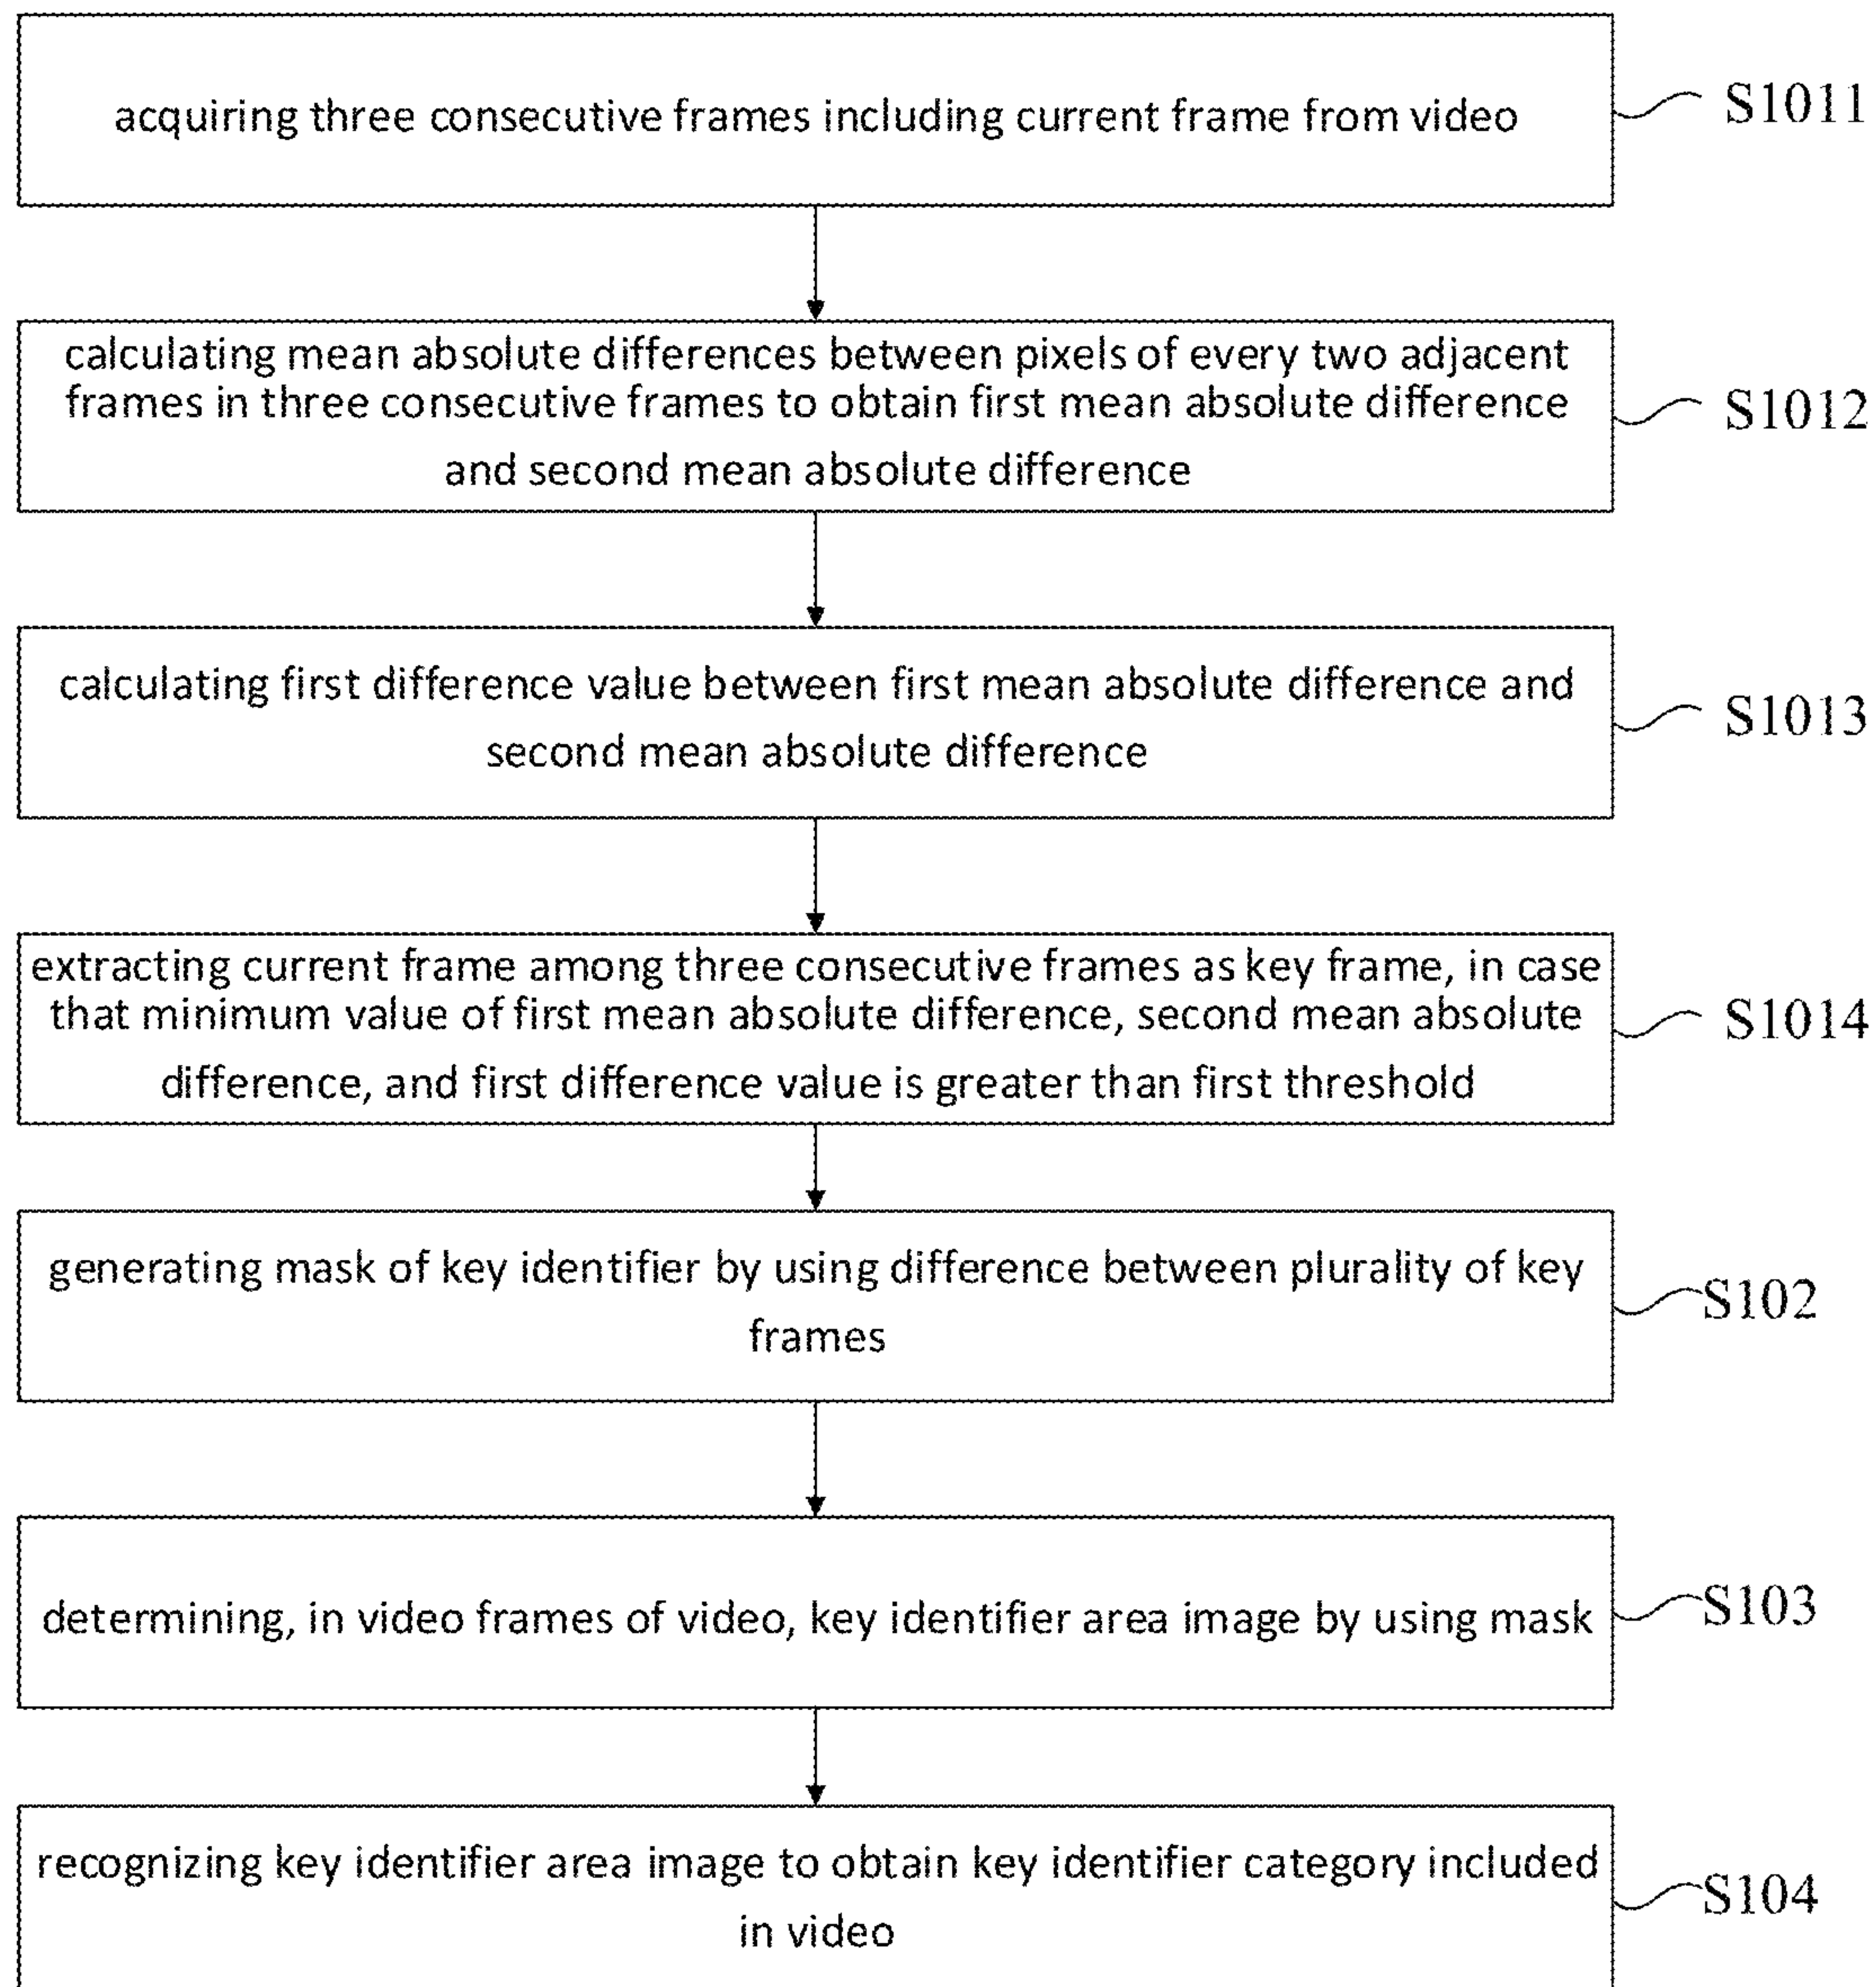 acquiring three consecutive frames including current frame from video
S1011
calculating mean absolute differences between pixels of every two adjacent
frames in three consecutive frames to obtain first mean absolute difference
and second mean absolute difference
S1012
calculating first difference value between first mean absolute difference and
second mean absolute difference
S1013
extracting current frame among three consecutive frames as key frame, in case
that minimum value of first mean absolute difference, second mean absolute
difference, and first difference value is greater than first threshold
S1014
generating mask of key identifier by using difference between plurality of key
frames
S102
determining, in video frames of video, key identifier area image by using mask
S103
recognizing key identifier area image to obtain key identifier category included
in video
S104